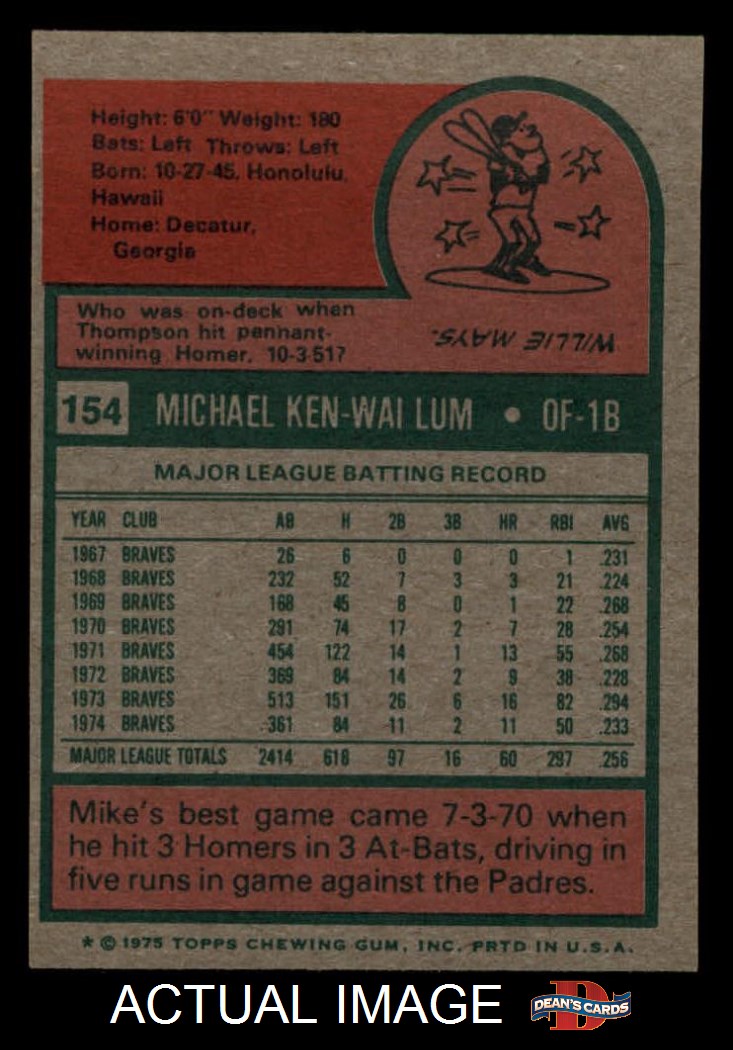 Height: 6'0" Weight: 180
Bats: Left Throws: Left
Born: 10-27-45, Honolulu,
Hawaii
Home: Decatur,
Georgia
Who was on-deck when
Thompson hit pennant-
winning Homer, 10-3-51?
WILLIE MAYS.
154 MICHAEL KEN-WAI LUM • OF-1B
MAJOR LEAGUE BATTING RECORD
YEAR CLUB AB H 2B 3B HR RBI AVG
1967 BRAVES 26 6 0 0 0 1 .231
1968 BRAVES 232 52 7 3 3 21 .224
1969 BRAVES 168 45 8 0 1 22 .268
1970 BRAVES 291 74 17 2 7 28 .254
1971 BRAVES 454 122 14 1 13 55 .268
1972 BRAVES 369 84 14 2 9 38 .228
1973 BRAVES 513 151 26 6 16 82 .294
1974 BRAVES 361 84 11 2 11 50 .233
MAJOR LEAGUE TOTALS 2414 618 97 16 60 297 .256
Mike's best game came 7-3-70 when
he hit 3 Homers in 3 At-Bats, driving in
five runs in game against the Padres.
* © 1975 TOPPS CHEWING GUM, INC. PRTD IN U.S.A.
ACTUAL IMAGE
D
DEAN'S CARDS